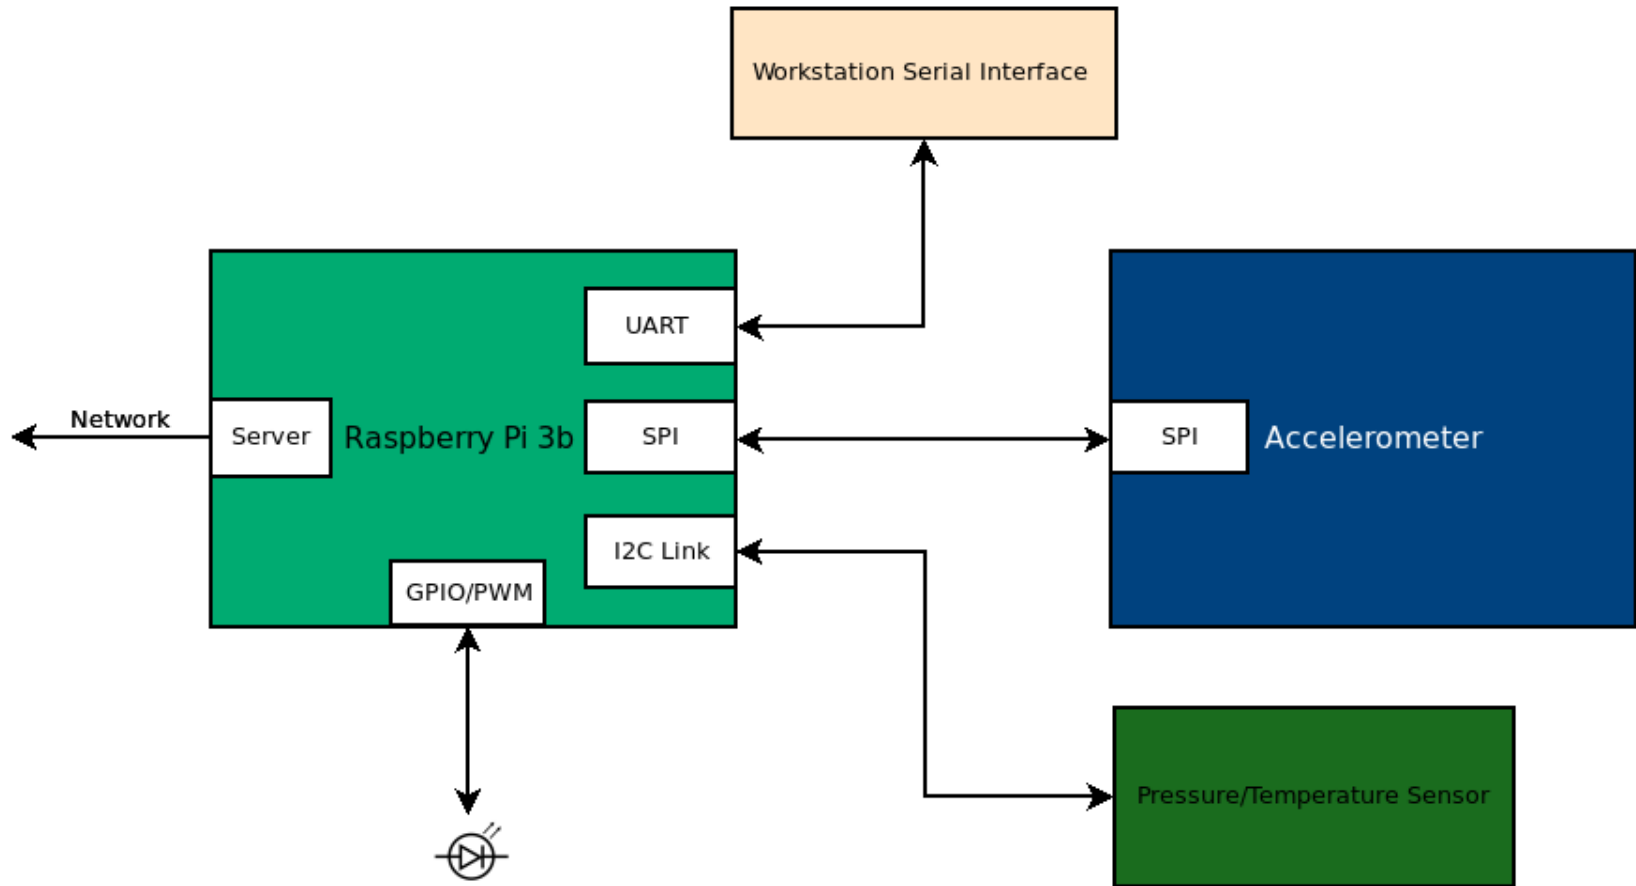 Workstation Serial Interface
UART
Network
Server
Raspberry Pi 3b
SPI
SPI
Accelerometer
I2C Link
GPIO/PWM
Pressure/Temperature Sensor